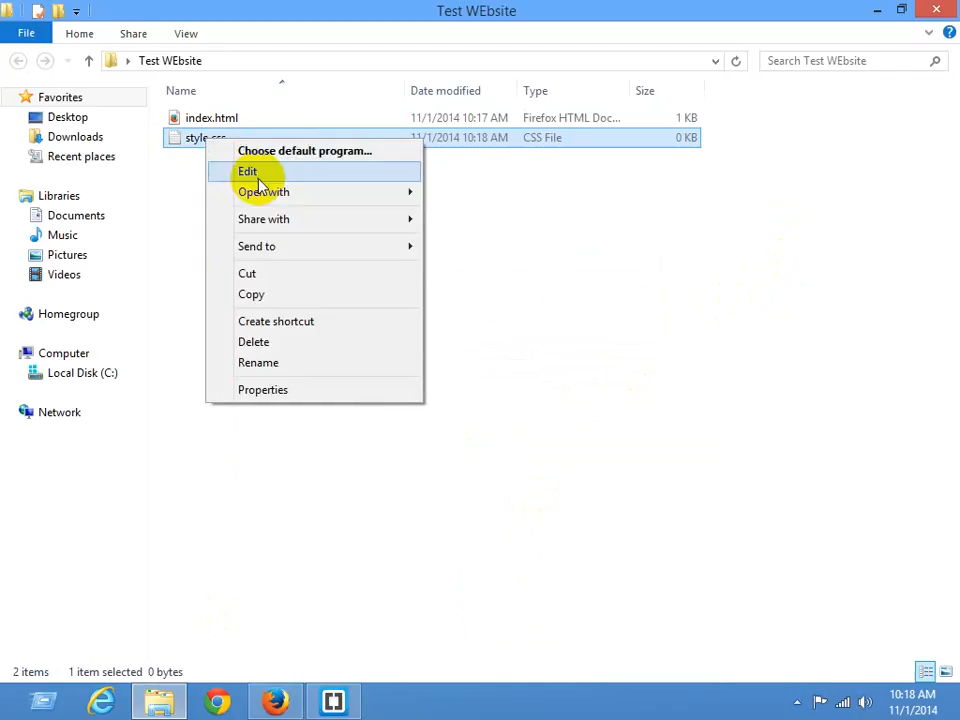 Test WEbsite
File Home Share View
Test WEbsite
Search Test WEbsite
Favorites
Desktop
Downloads
Recent places
Libraries
Documents
Music
Pictures
Videos
Homegroup
Computer
Local Disk (C:)
Network
Name Date modified Type Size
index.html 11/1/2014 10:17 AM Firefox HTML Doc... 1 KB
style.css 11/1/2014 10:18 AM CSS File 0 KB
Choose default program...
Edit
Open with
Share with
Send to
Cut
Copy
Create shortcut
Delete
Rename
Properties
2 items 1 item selected 0 bytes
10:18 AM
11/1/2014